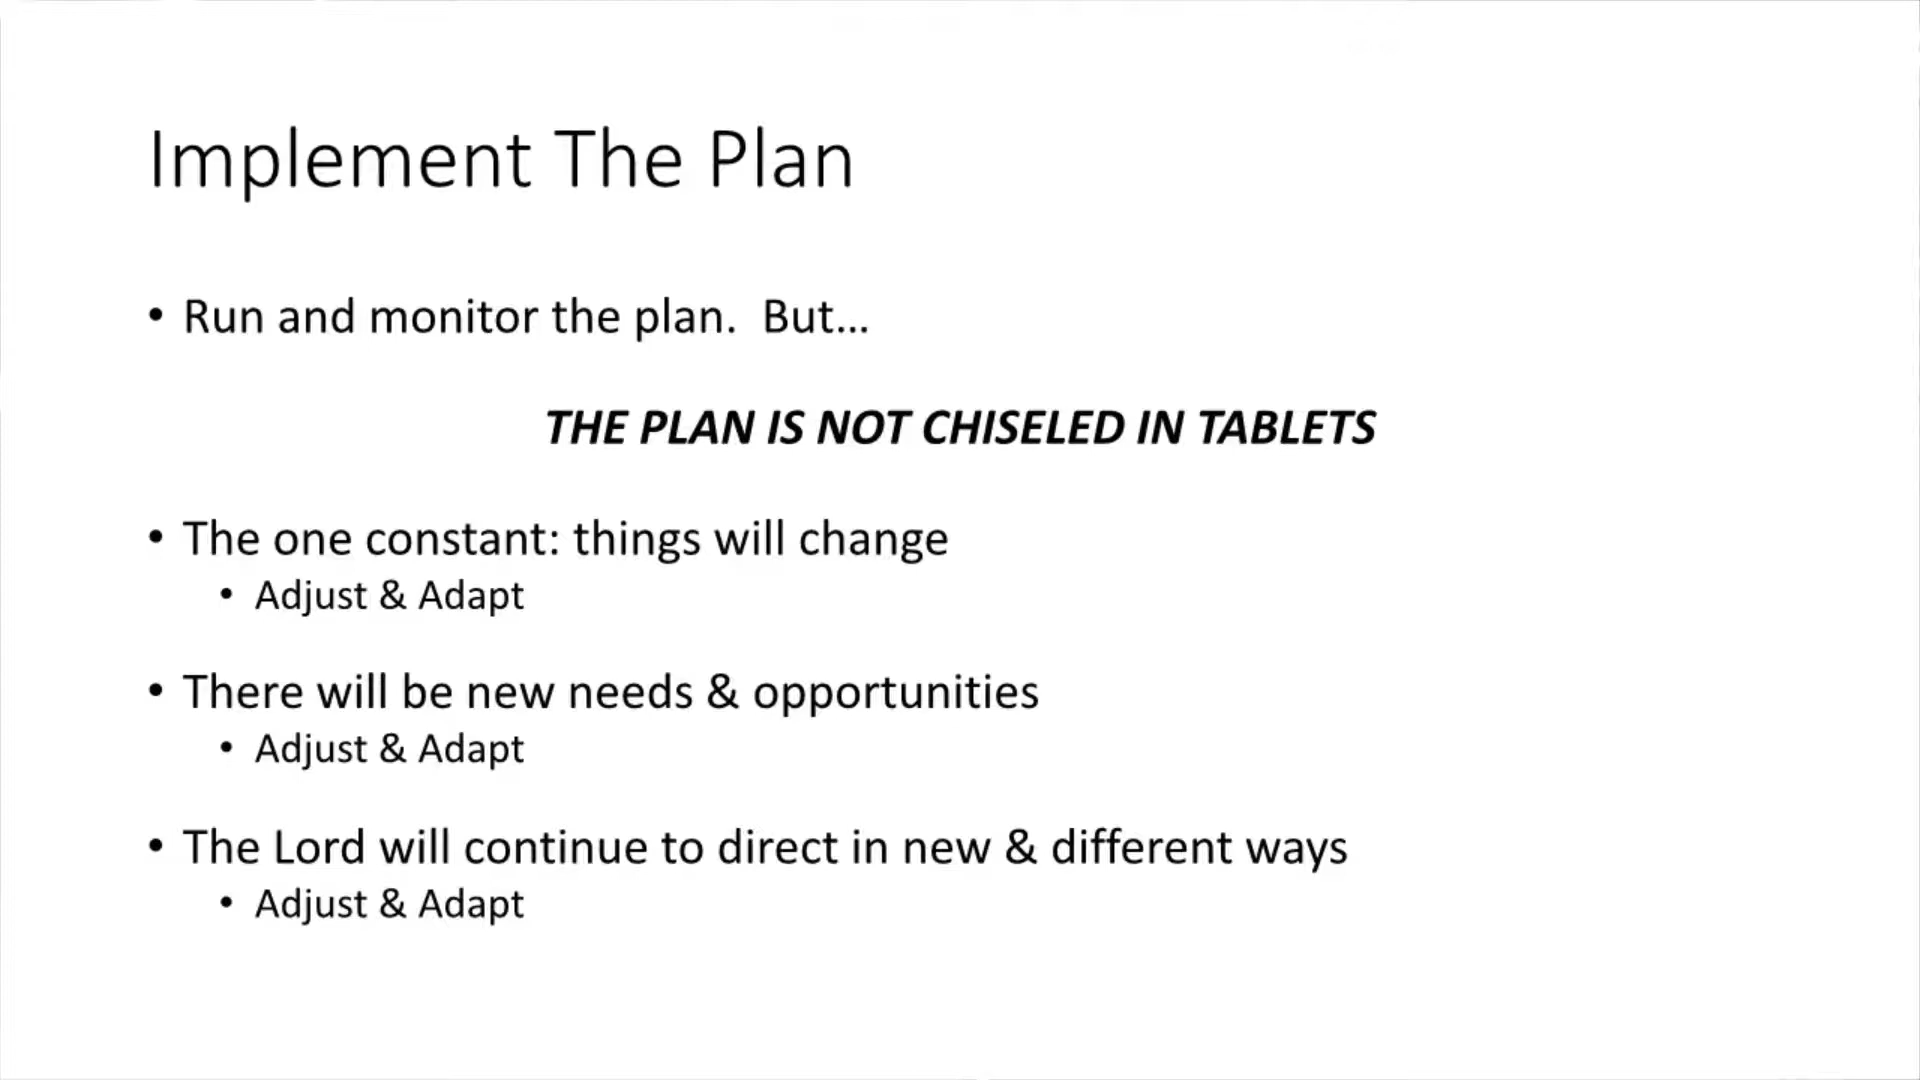 Implement The Plan
• Run and monitor the plan.  But...
THE PLAN IS NOT CHISELED IN TABLETS
• The one constant: things will change
• Adjust & Adapt
• There will be new needs & opportunities
• Adjust & Adapt
• The Lord will continue to direct in new & different ways
• Adjust & Adapt